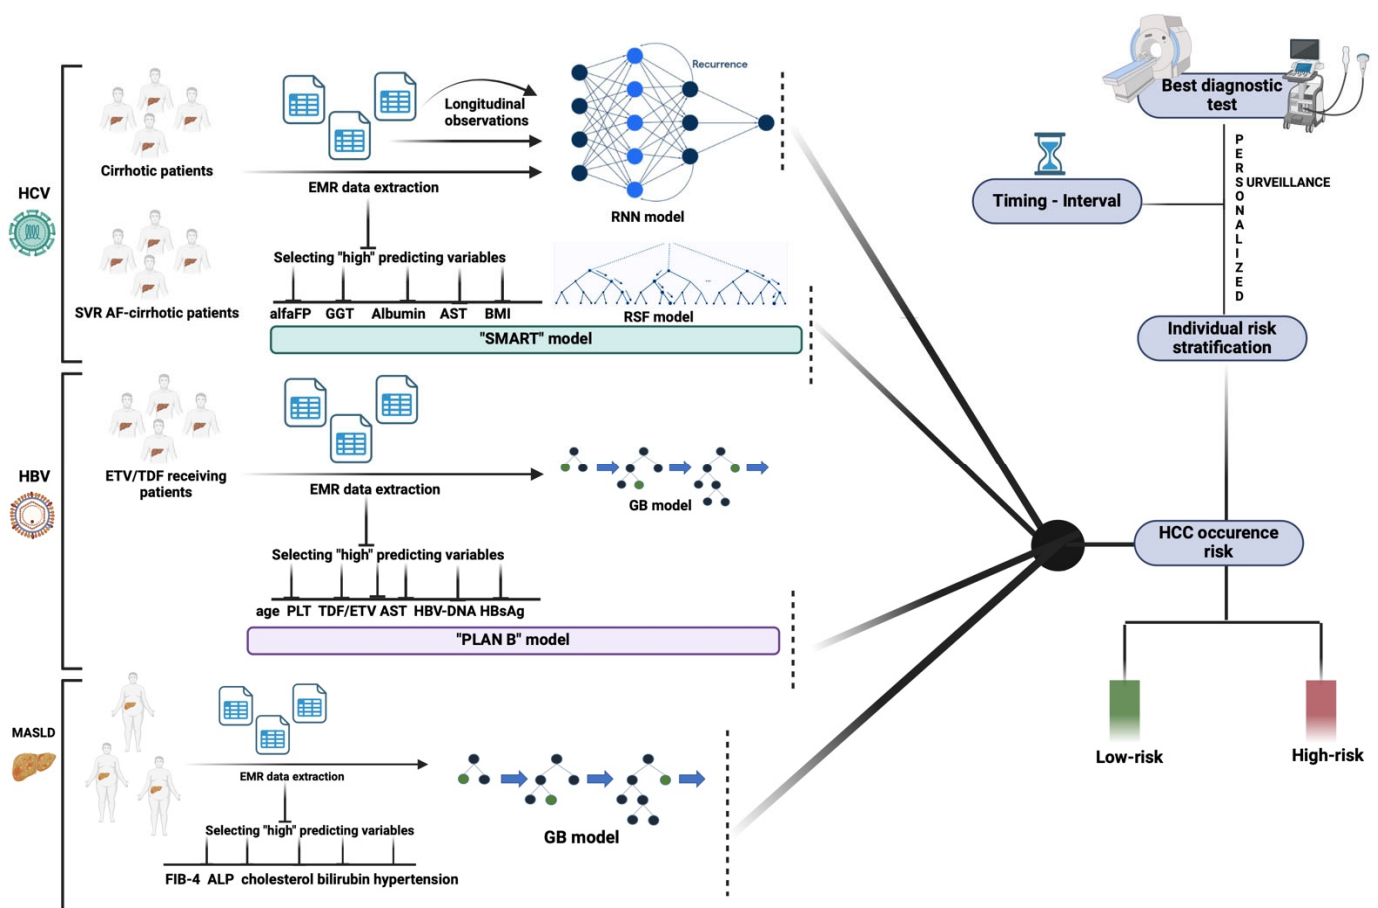 HCV
Cirrhotic patients
SVR AF-cirrhotic patients
Longitudinal
observations
EMR data extraction
Recurrence
RNN model
Selecting "high" predicting variables
alfaFP GGT Albumin AST BMI
RSF model
"SMART" model
HBV
ETV/TDF receiving
patients
EMR data extraction
GB model
Selecting "high" predicting variables
age PLT TDF/ETV AST HBV-DNA HBsAg
"PLAN B" model
MASLD
EMR data extraction
Selecting "high" predicting variables
FIB-4 ALP cholesterol bilirubin hypertension
GB model
Best diagnostic
test
Timing - Interval
PERSONALIZED
SURVEILLANCE
Individual risk
stratification
HCC occurence
risk
Low-risk
High-risk